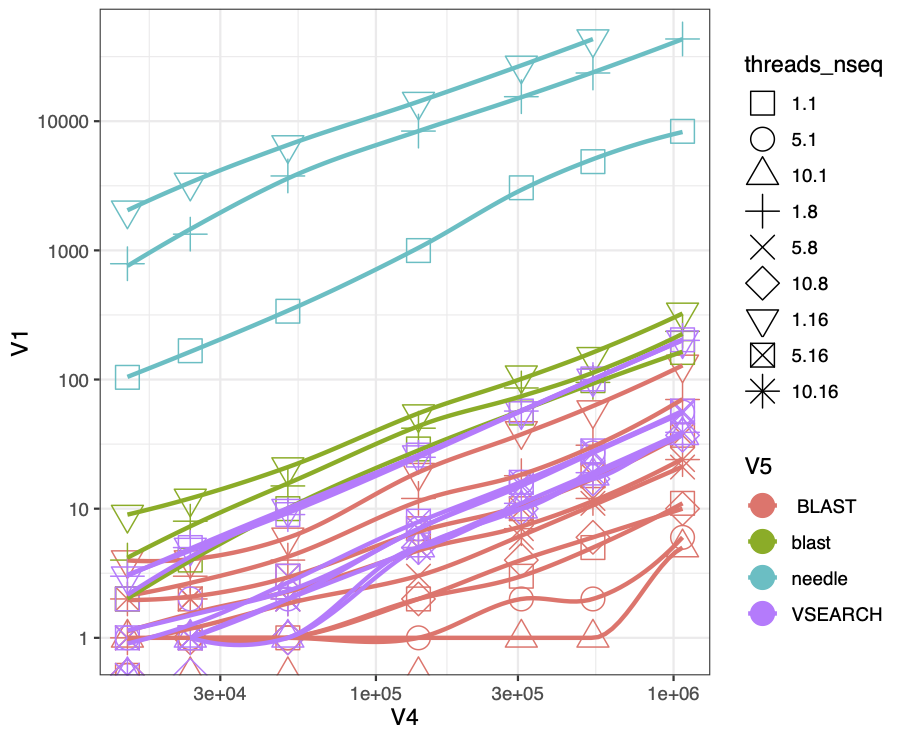 V1
10000
1000
100
10
1
3e+04 1e+05 3e+05 1e+06
V4
threads_nseq
1.1
5.1
10.1
1.8
5.8
10.8
1.16
5.16
10.16
V5
BLAST
blast
needle
VSEARCH